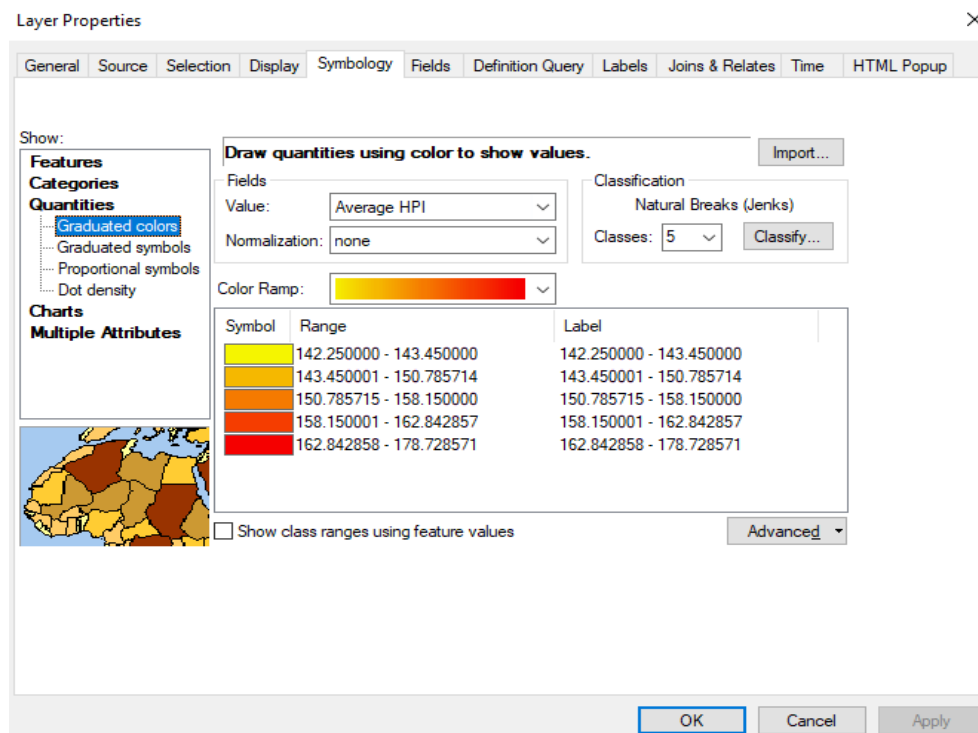 Layer Properties
General Source Selection Display Symbology Fields Definition Query Labels Joins & Relates Time HTML Popup
Show:
Features
Categories
Quantities
Graduated colors
Graduated symbols
Proportional symbols
Dot density
Charts
Multiple Attributes
Draw quantities using color to show values.
Import...
Fields
Value: Average HPI
Normalization: none
Classification
Natural Breaks (Jenks)
Classes: 5 Classify...
Color Ramp:
Symbol Range Label
142.250000 - 143.450000 142.250000 - 143.450000
143.450001 - 150.785714 143.450001 - 150.785714
150.785715 - 158.150000 150.785715 - 158.150000
158.150001 - 162.842857 158.150001 - 162.842857
162.842858 - 178.728571 162.842858 - 178.728571
Show class ranges using feature values
Advanced
OK Cancel Apply